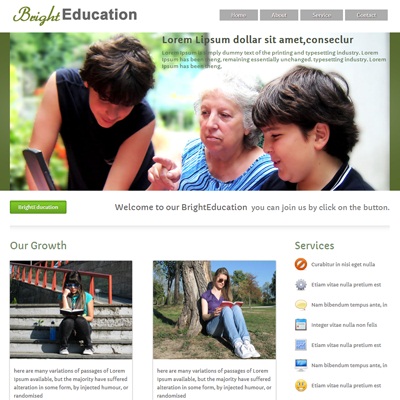 Bright Education
Home About Service Contact
Lorem Lipsum dollar sit amet,conseclur
Lorem Ipsum is simply dummy text of the printing and typesetting industry. Lorem
Ipsum has been meng, remaining essentially unchanged. typesetting industry. Lorem
Ipsum has been meng,
Welcome to our BrightEducation you can join us by click on the button.
Our Growth
Services
Curabitur in nisi eget nulla
Etiam vitae nulla pretium est
Nam bibendum tempus ante, in
Integer vitae nulla non felis
Etiam vitae nulla pretium est
Nam bibendum tempus ante, in
Etiam vitae nulla pretium est
here are many variations of passages of Lorem
Ipsum available, but the majority have suffered
alteration in some form, by injected humour, or
randomised
here are many variations of passages of Lorem
Ipsum available, but the majority have suffered
alteration in some form, by injected humour, or
randomised